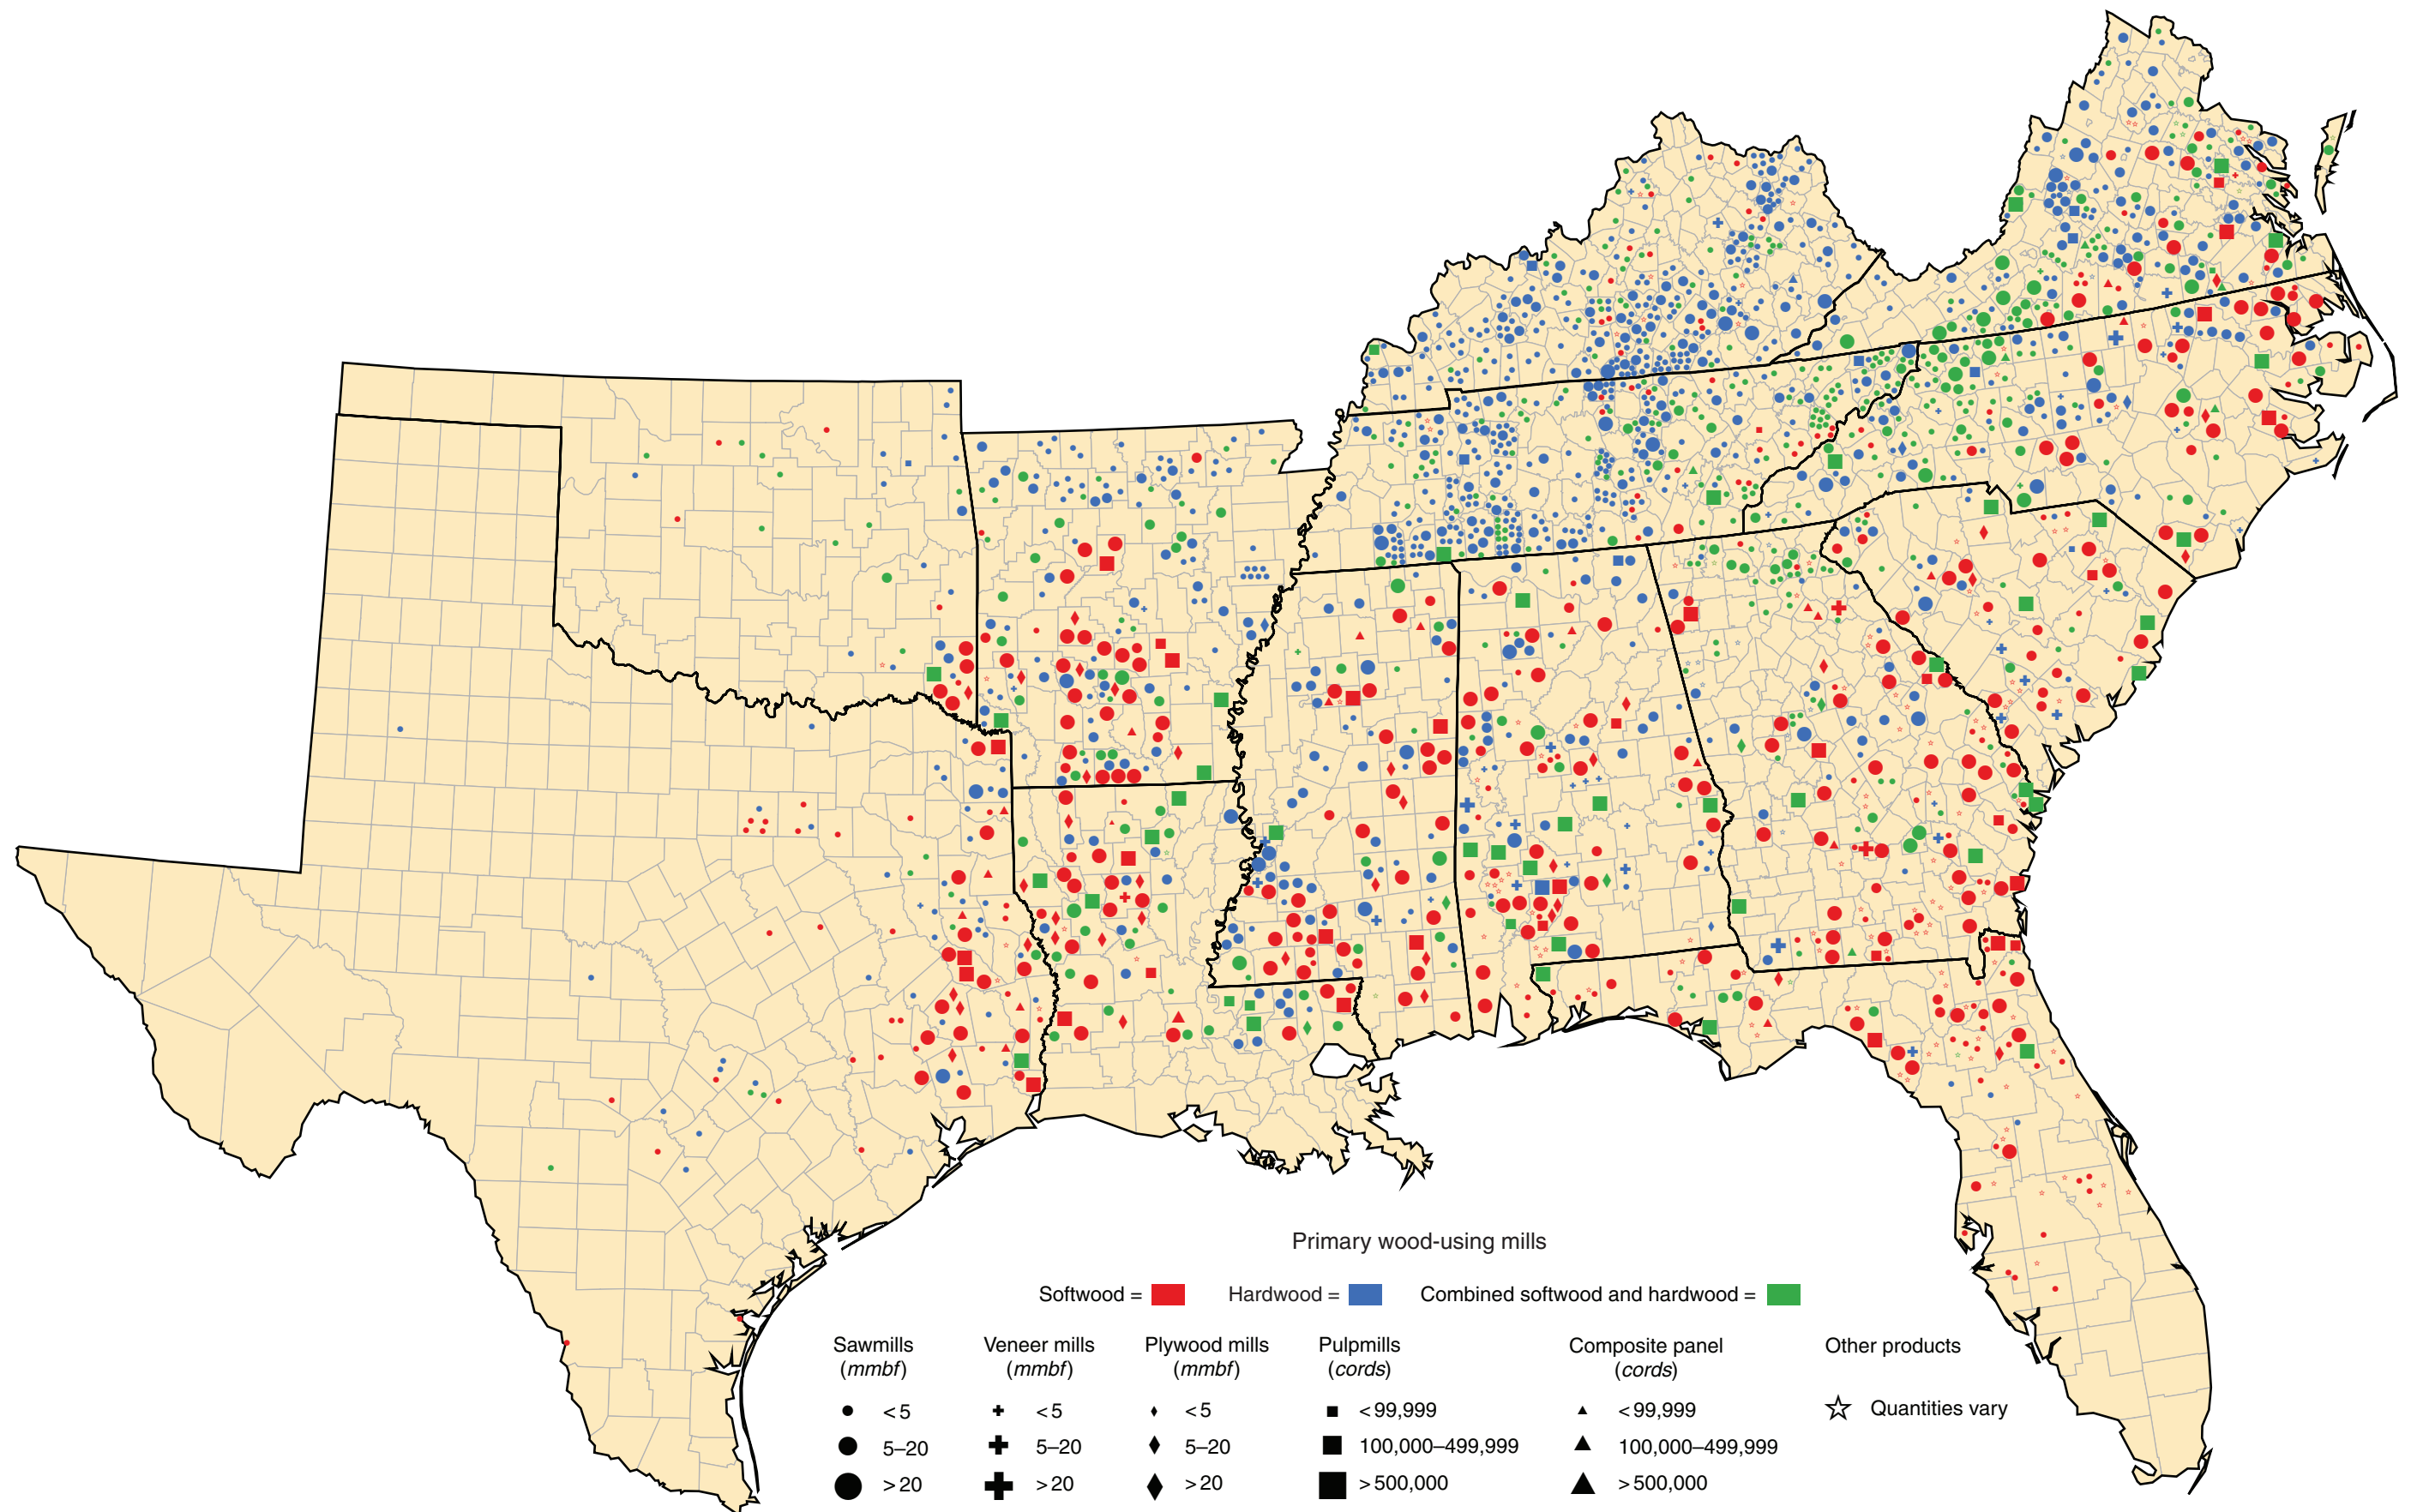 Primary wood-using mills
Softwood = Hardwood = Combined softwood and hardwood =
Sawmills Veneer mills Plywood mills Pulpmills Composite panel Other products
(mmbf) (mmbf) (mmbf) (cords) (cords)
<5 <5 <5 <99,999 <99,999 Quantities vary
5–20 5–20 5–20 100,000–499,999 100,000–499,999
>20 >20 >20 >500,000 >500,000